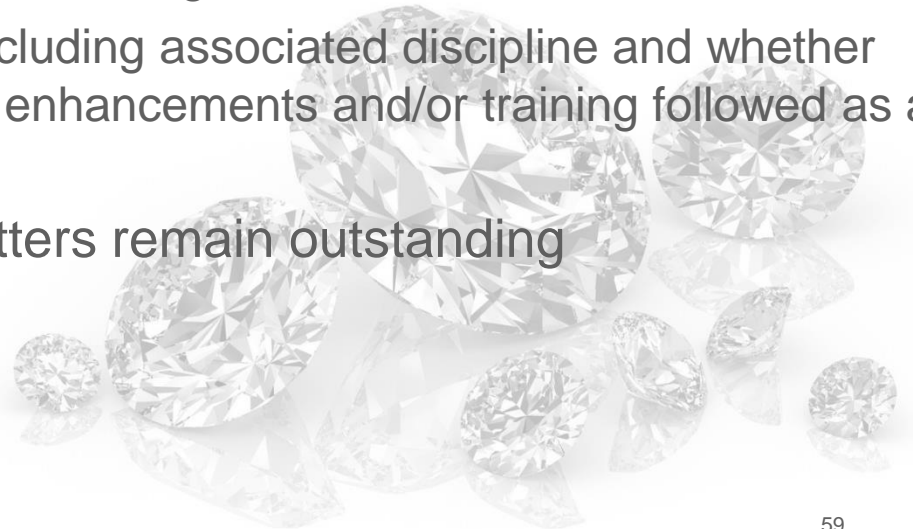 cluding associated discipline and whether
enhancements and/or training followed as a
tters remain outstanding
59